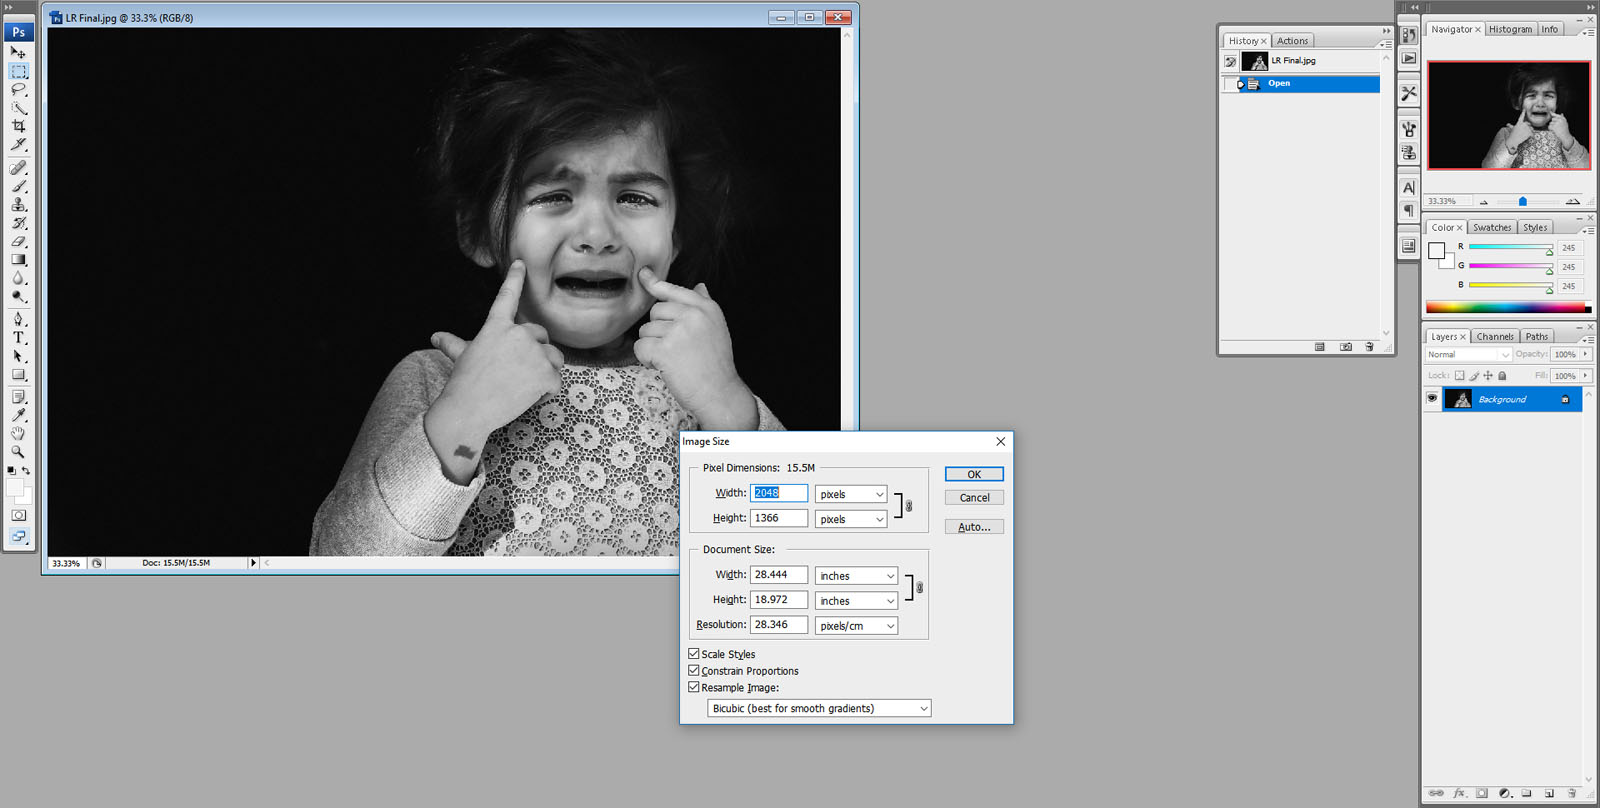 LR Final.jpg @ 33.3% (RGB/8)
Ps
33.33%
Doc: 15.5M/15.5M
T
Image Size
Pixel Dimensions: 15.5M
Width: 2048 pixels
Height: 1366 pixels
Document Size:
Width: 28.444 inches
Height: 18.972 inches
Resolution: 28.346 pixels/cm
Scale Styles
Constrain Proportions
Resample Image:
Bicubic (best for smooth gradients)
OK
Cancel
Auto...
History × Actions
LR Final.jpg
Open
A
Navigator × Histogram Info
33.33%
Color × Swatches Styles
R 245
G 245
B 245
Layers × Channels Paths
Normal Opacity: 100%
Lock: Fill: 100%
Background
fx.